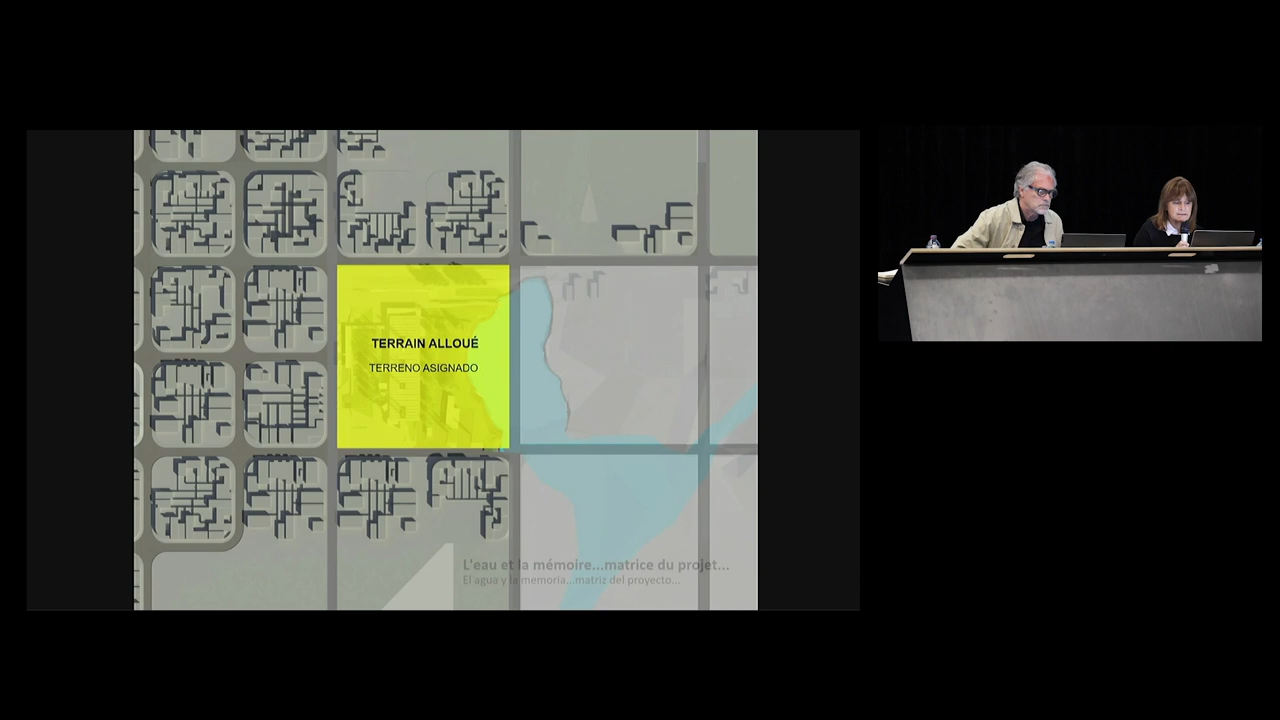 TERRAIN ALLOUÉ
TERRENO ASIGNADO
L'eau et la mémoire...matrice du projet...
El agua y la memoria...matriz del proyecto...